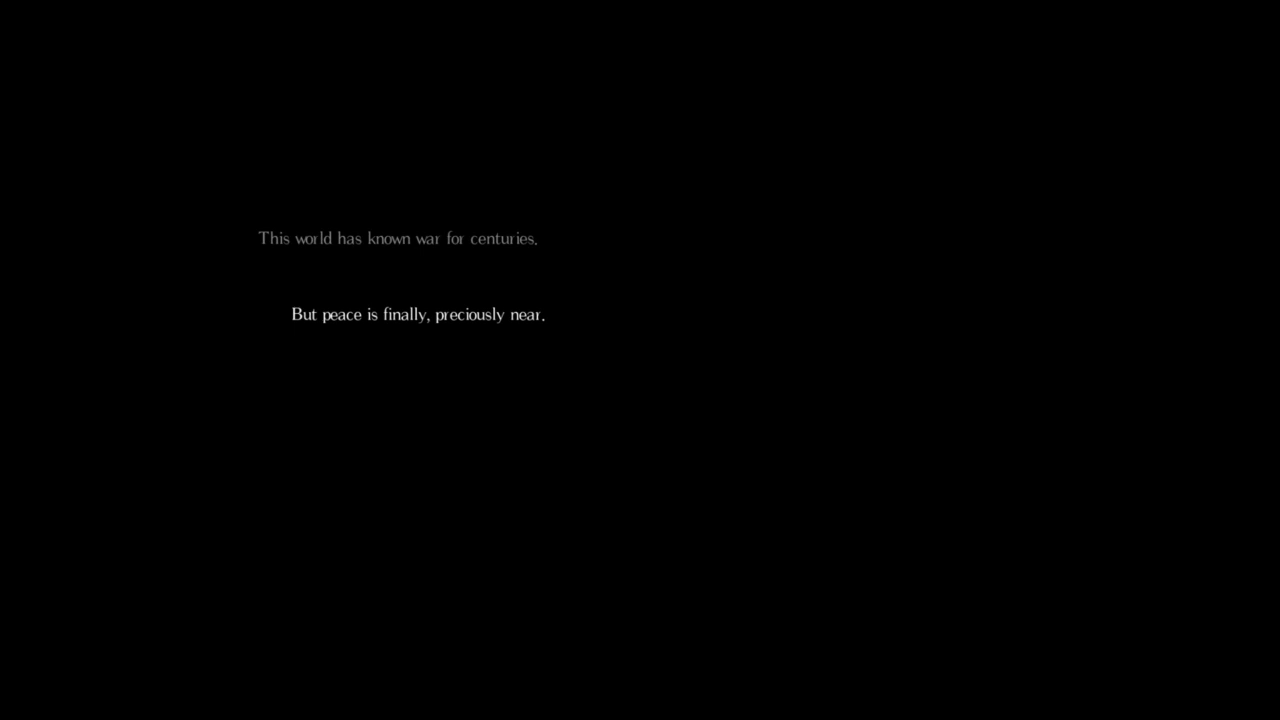 This world has known war for centuries.
But peace is finally, preciously near.